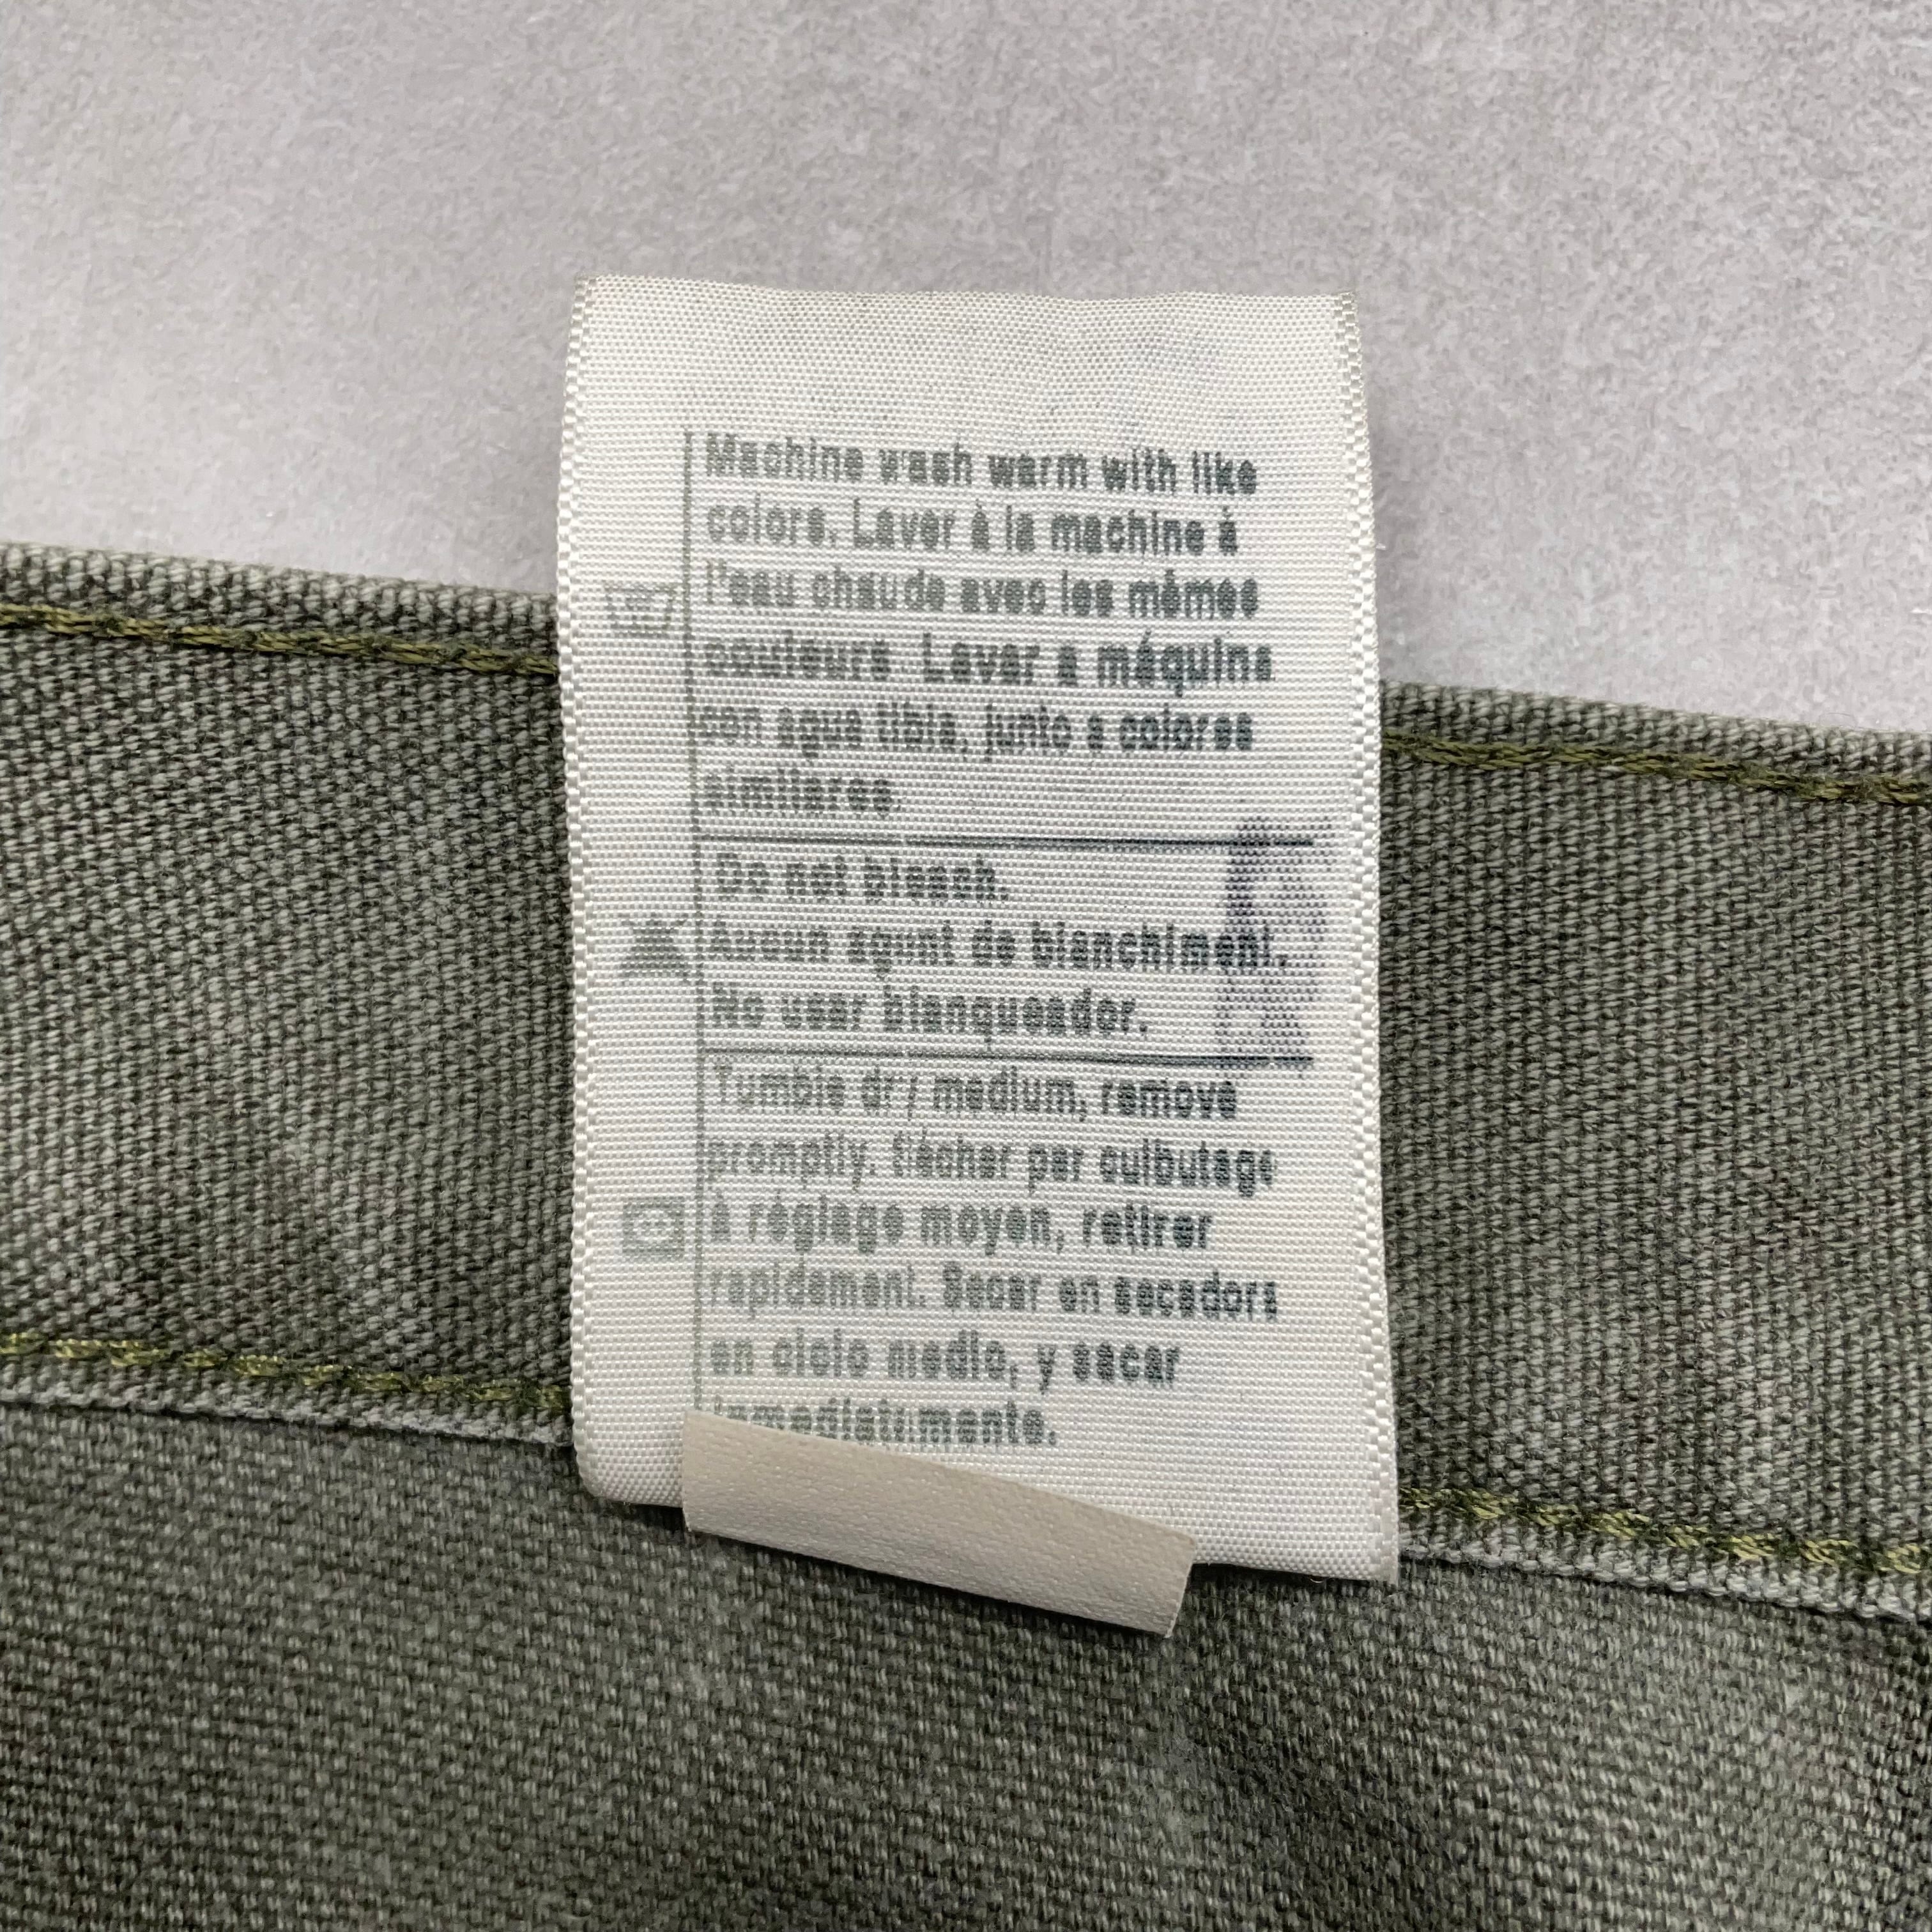 Machine wash warm with like
colors. Laver à la machine à
l'eau chaude avec les mêmes
couleurs. Lavar a máquina
con agua tibia, junto a colores
similares.
Do not bleach.
Aucun agent de blanchiment.
No usar blanqueador.
Tumble dry medium, remove
promptly. Sécher par culbutage
à réglage moyen, retirer
rapidement. Secar en secadora
en ciclo medio, y sacar
inmediatamente.